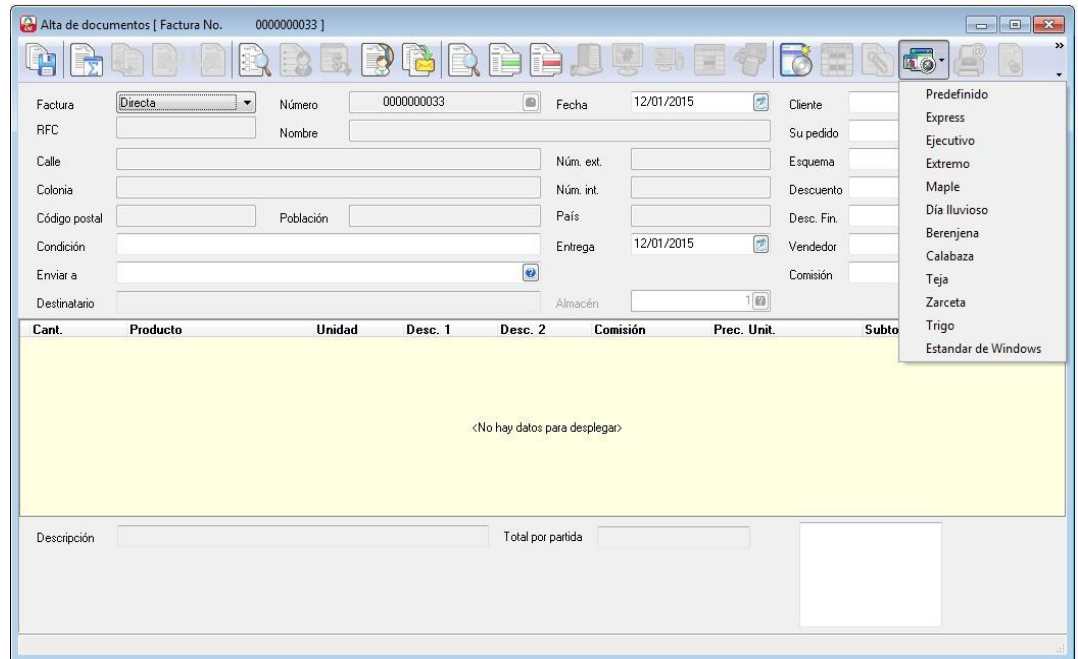 Alta de documentos [ Factura No. 0000000033 ]
Factura Directa Número 0000000033 Fecha 12/01/2015 Cliente
RFC Nombre Su pedido
Calle Núm. ext. Esquema
Colonia Núm. int. Descuento
Código postal Población País Desc. Fin.
Condición Entrega 12/01/2015 Vendedor
Enviar a Comisión
Destinatario Almacén 1
Predefinido
Express
Ejecutivo
Extremo
Maple
Día lluvioso
Berenjena
Calabaza
Teja
Zarceta
Trigo
Estandar de Windows
Cant. Producto Unidad Desc. 1 Desc. 2 Comisión Prec. Unit. Subto
<No hay datos para desplegar>
Descripción Total por partida